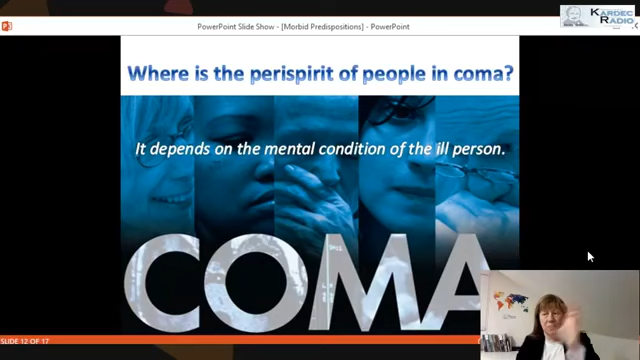 KARDEC
RADIO
PowerPoint Slide Show - [Morbid Predispositions] - PowerPoint
Where is the perispirit of people in coma?
It depends on the mental condition of the ill person.
COMA
SLIDE 12 OF 17